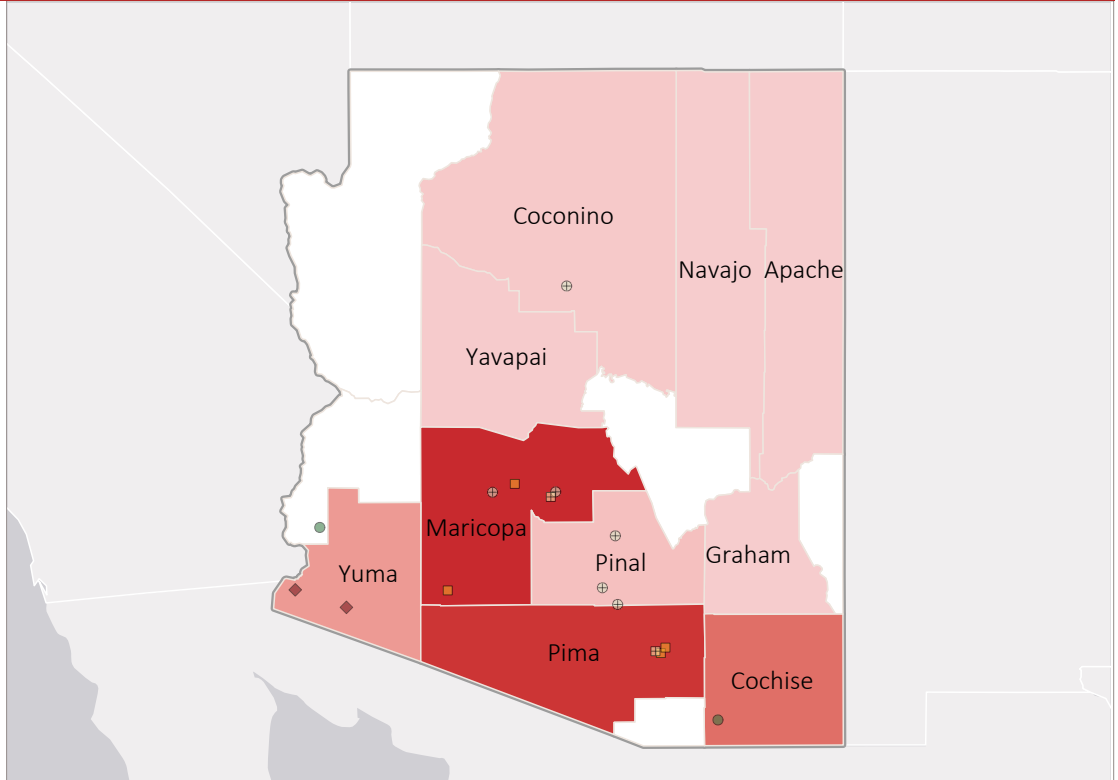 Coconino
Navajo
Apache
Yavapai
Maricopa
Graham
Pinal
Yuma
Pima
Cochise